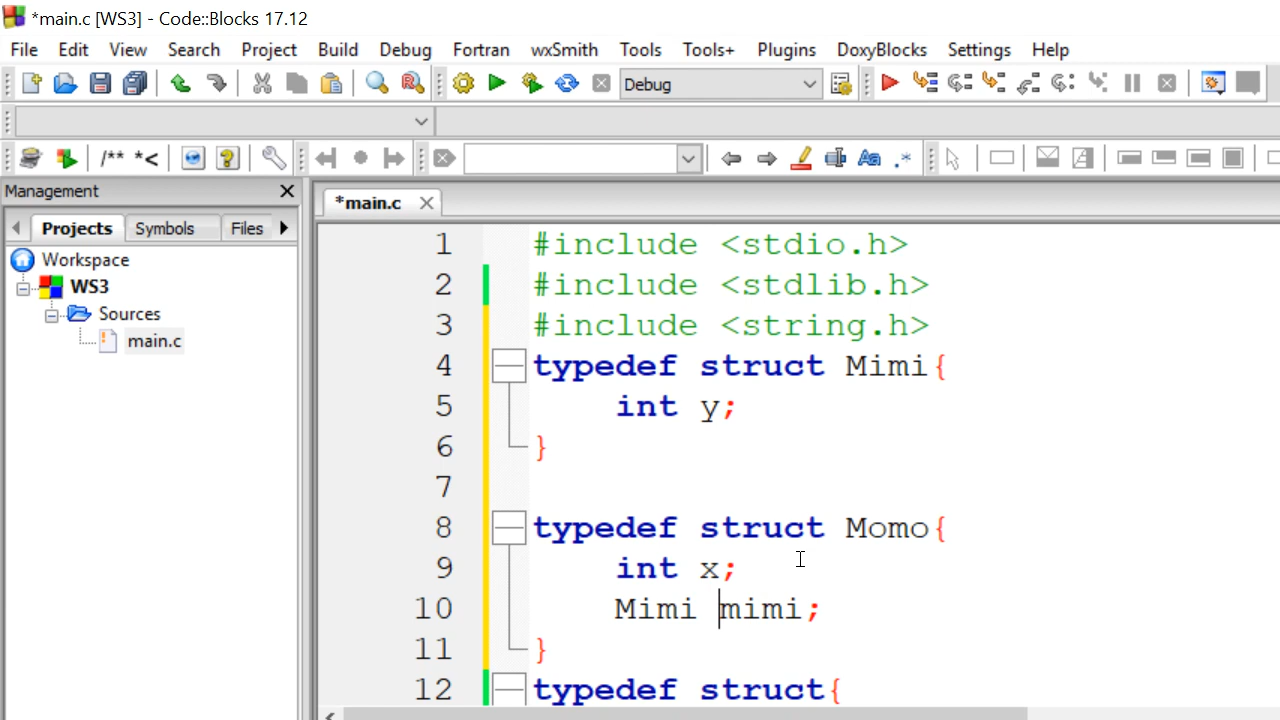 *main.c [WS3] - Code::Blocks 17.12
File Edit View Search Project Build Debug Fortran wxSmith Tools Tools+ Plugins DoxyBlocks Settings Help
Debug
/** *<
Management
*main.c
Projects Symbols Files
Workspace
WS3
Sources
main.c
1 #include <stdio.h>
2 #include <stdlib.h>
3 #include <string.h>
4 typedef struct Mimi{
5 int y;
6 }
7
8 typedef struct Momo{
9 int x;
10 Mimi mimi;
11 }
12 typedef struct{